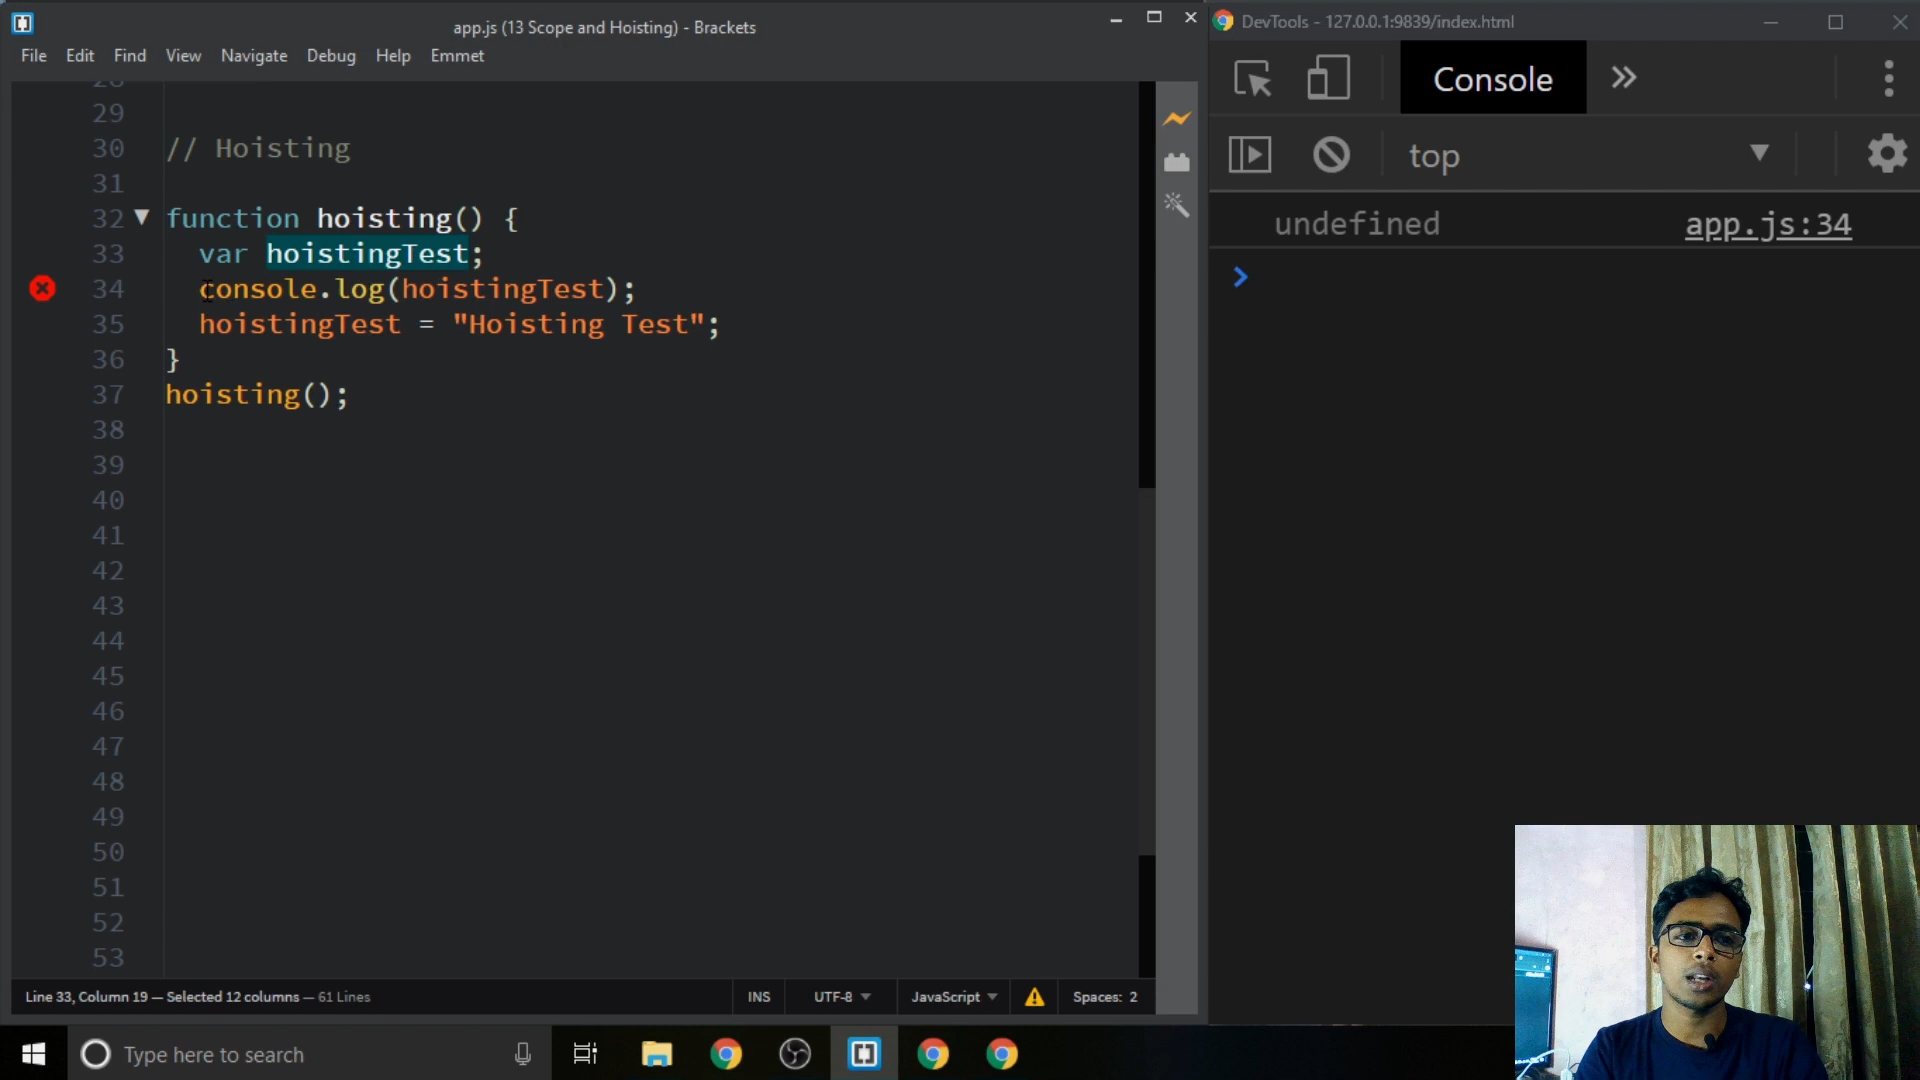 app.js (13 Scope and Hoisting) - Brackets
File Edit Find View Navigate Debug Help Emmet
28
29
30 // Hoisting
31
32 function hoisting() {
33 var hoistingTest;
34 console.log(hoistingTest);
35 hoistingTest = "Hoisting Test";
36 }
37 hoisting();
38
39
40
41
42
43
44
45
46
47
48
49
50
51
52
53
Line 33, Column 19 — Selected 12 columns — 61 Lines
INS
UTF-8
JavaScript
Spaces: 2
DevTools - 127.0.0.1:9839/index.html
Console
top
undefined app.js:34
Type here to search